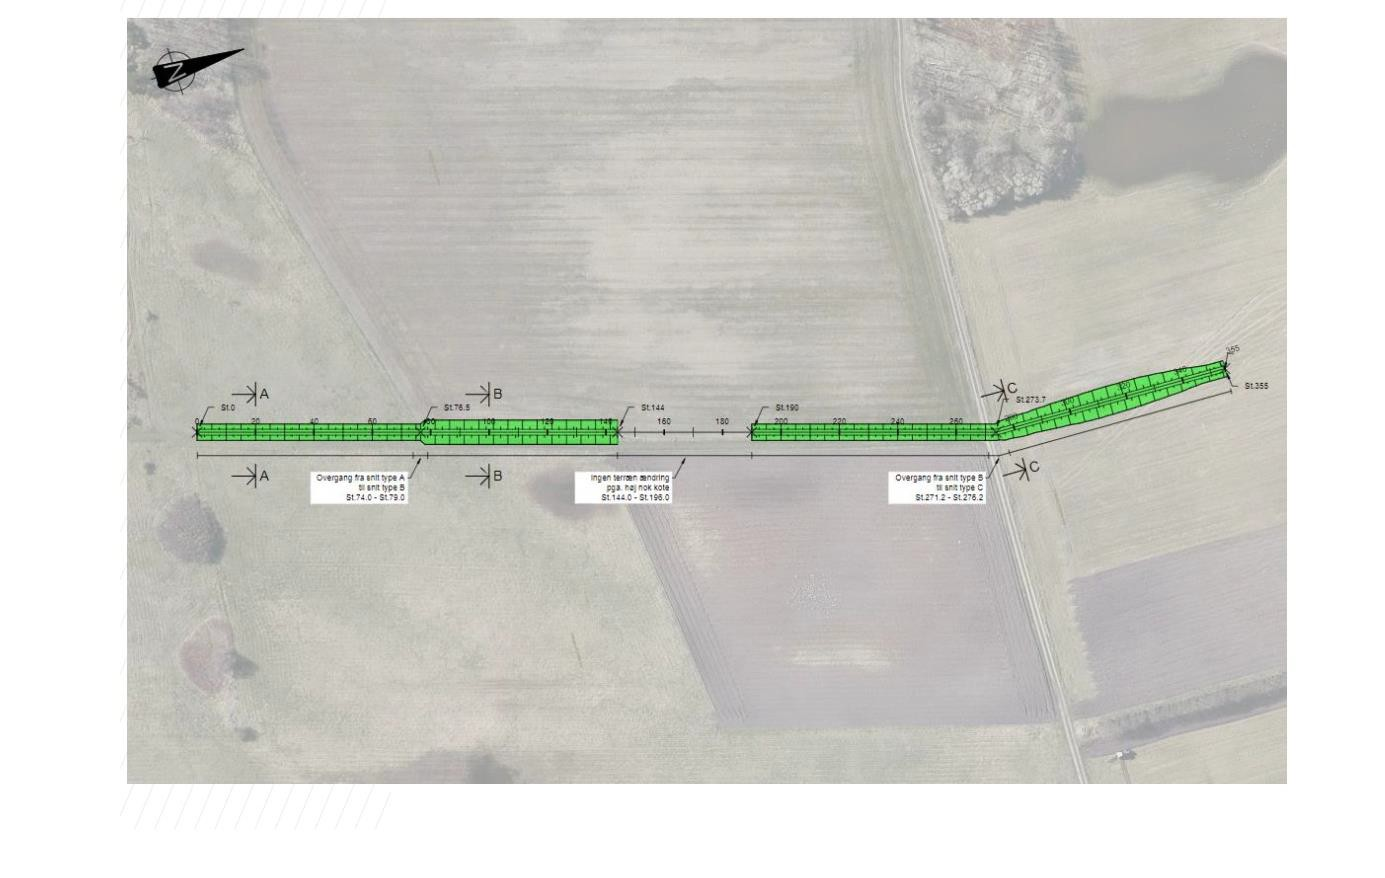 N
A
B
C
St.0
St.76.5
St.144
St.190
St.273.7
355
St.355
0
20
40
60
80
100
120
140
160
180
200
220
240
260
320
A
B
C
Overgang fra snit type A
til snit type B
St.74.0 - St.79.0
Ingen terræn ændring
pga. høj nok kote
St.144.0 - St.196.0
Overgang fra snit type B
til snit type C
St.271.2 - St.276.2